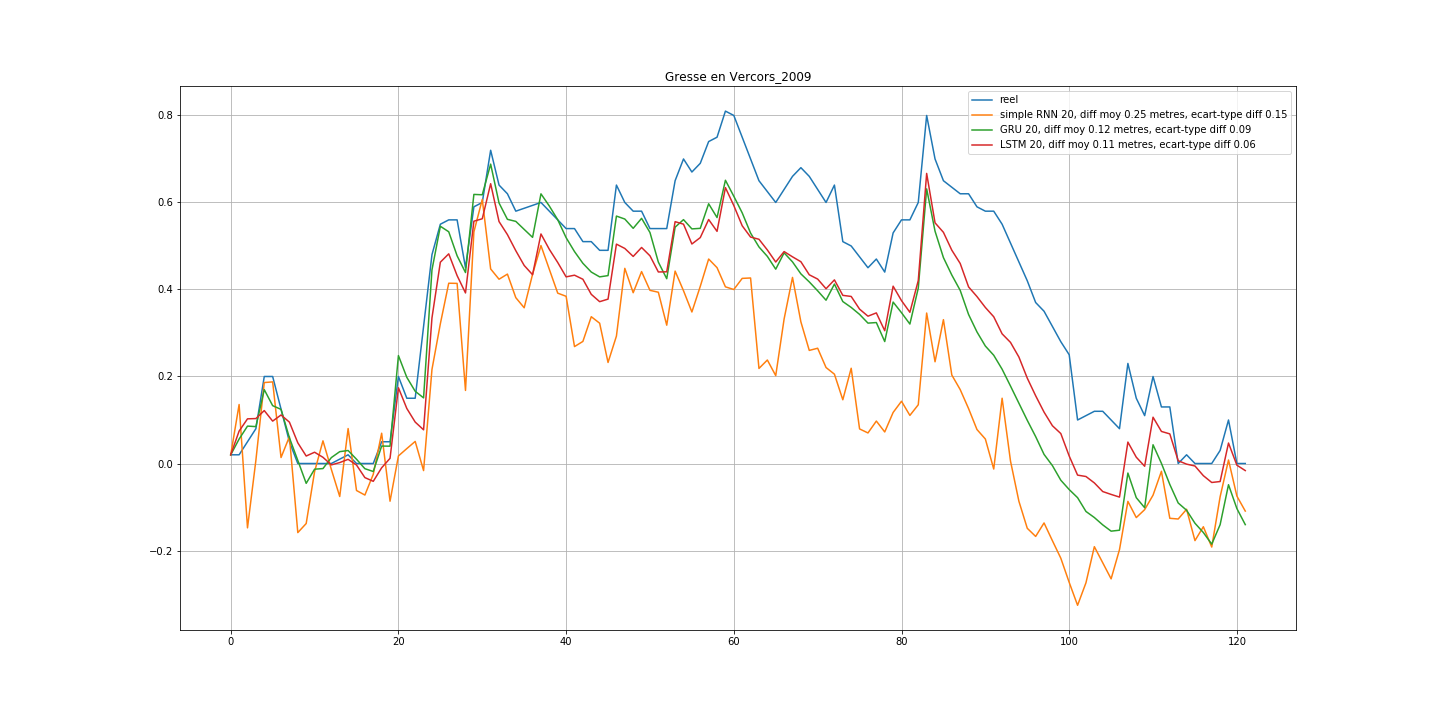 Gresse en Vercors_2009
reel
simple RNN 20, diff moy 0.25 metres, ecart-type diff 0.15
GRU 20, diff moy 0.12 metres, ecart-type diff 0.09
LSTM 20, diff moy 0.11 metres, ecart-type diff 0.06
0.8
0.6
0.4
0.2
0.0
−0.2
0 20 40 60 80 100 120